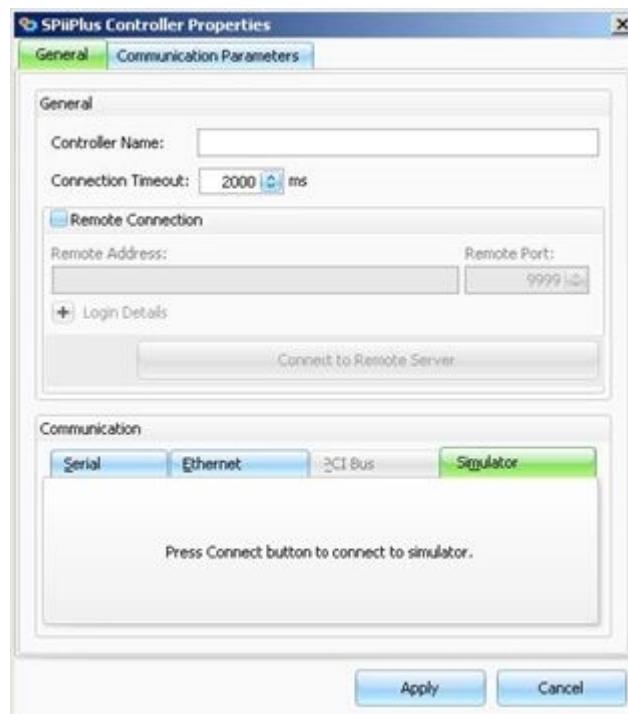 SPiiPlus Controller Properties
General Communication Parameters
General
Controller Name:
Connection Timeout: 2000 ms
Remote Connection
Remote Address: Remote Port:
9999
Login Details
Connect to Remote Server
Communication
Serial Ethernet PCI Bus Simulator
Press Connect button to connect to simulator.
Apply Cancel